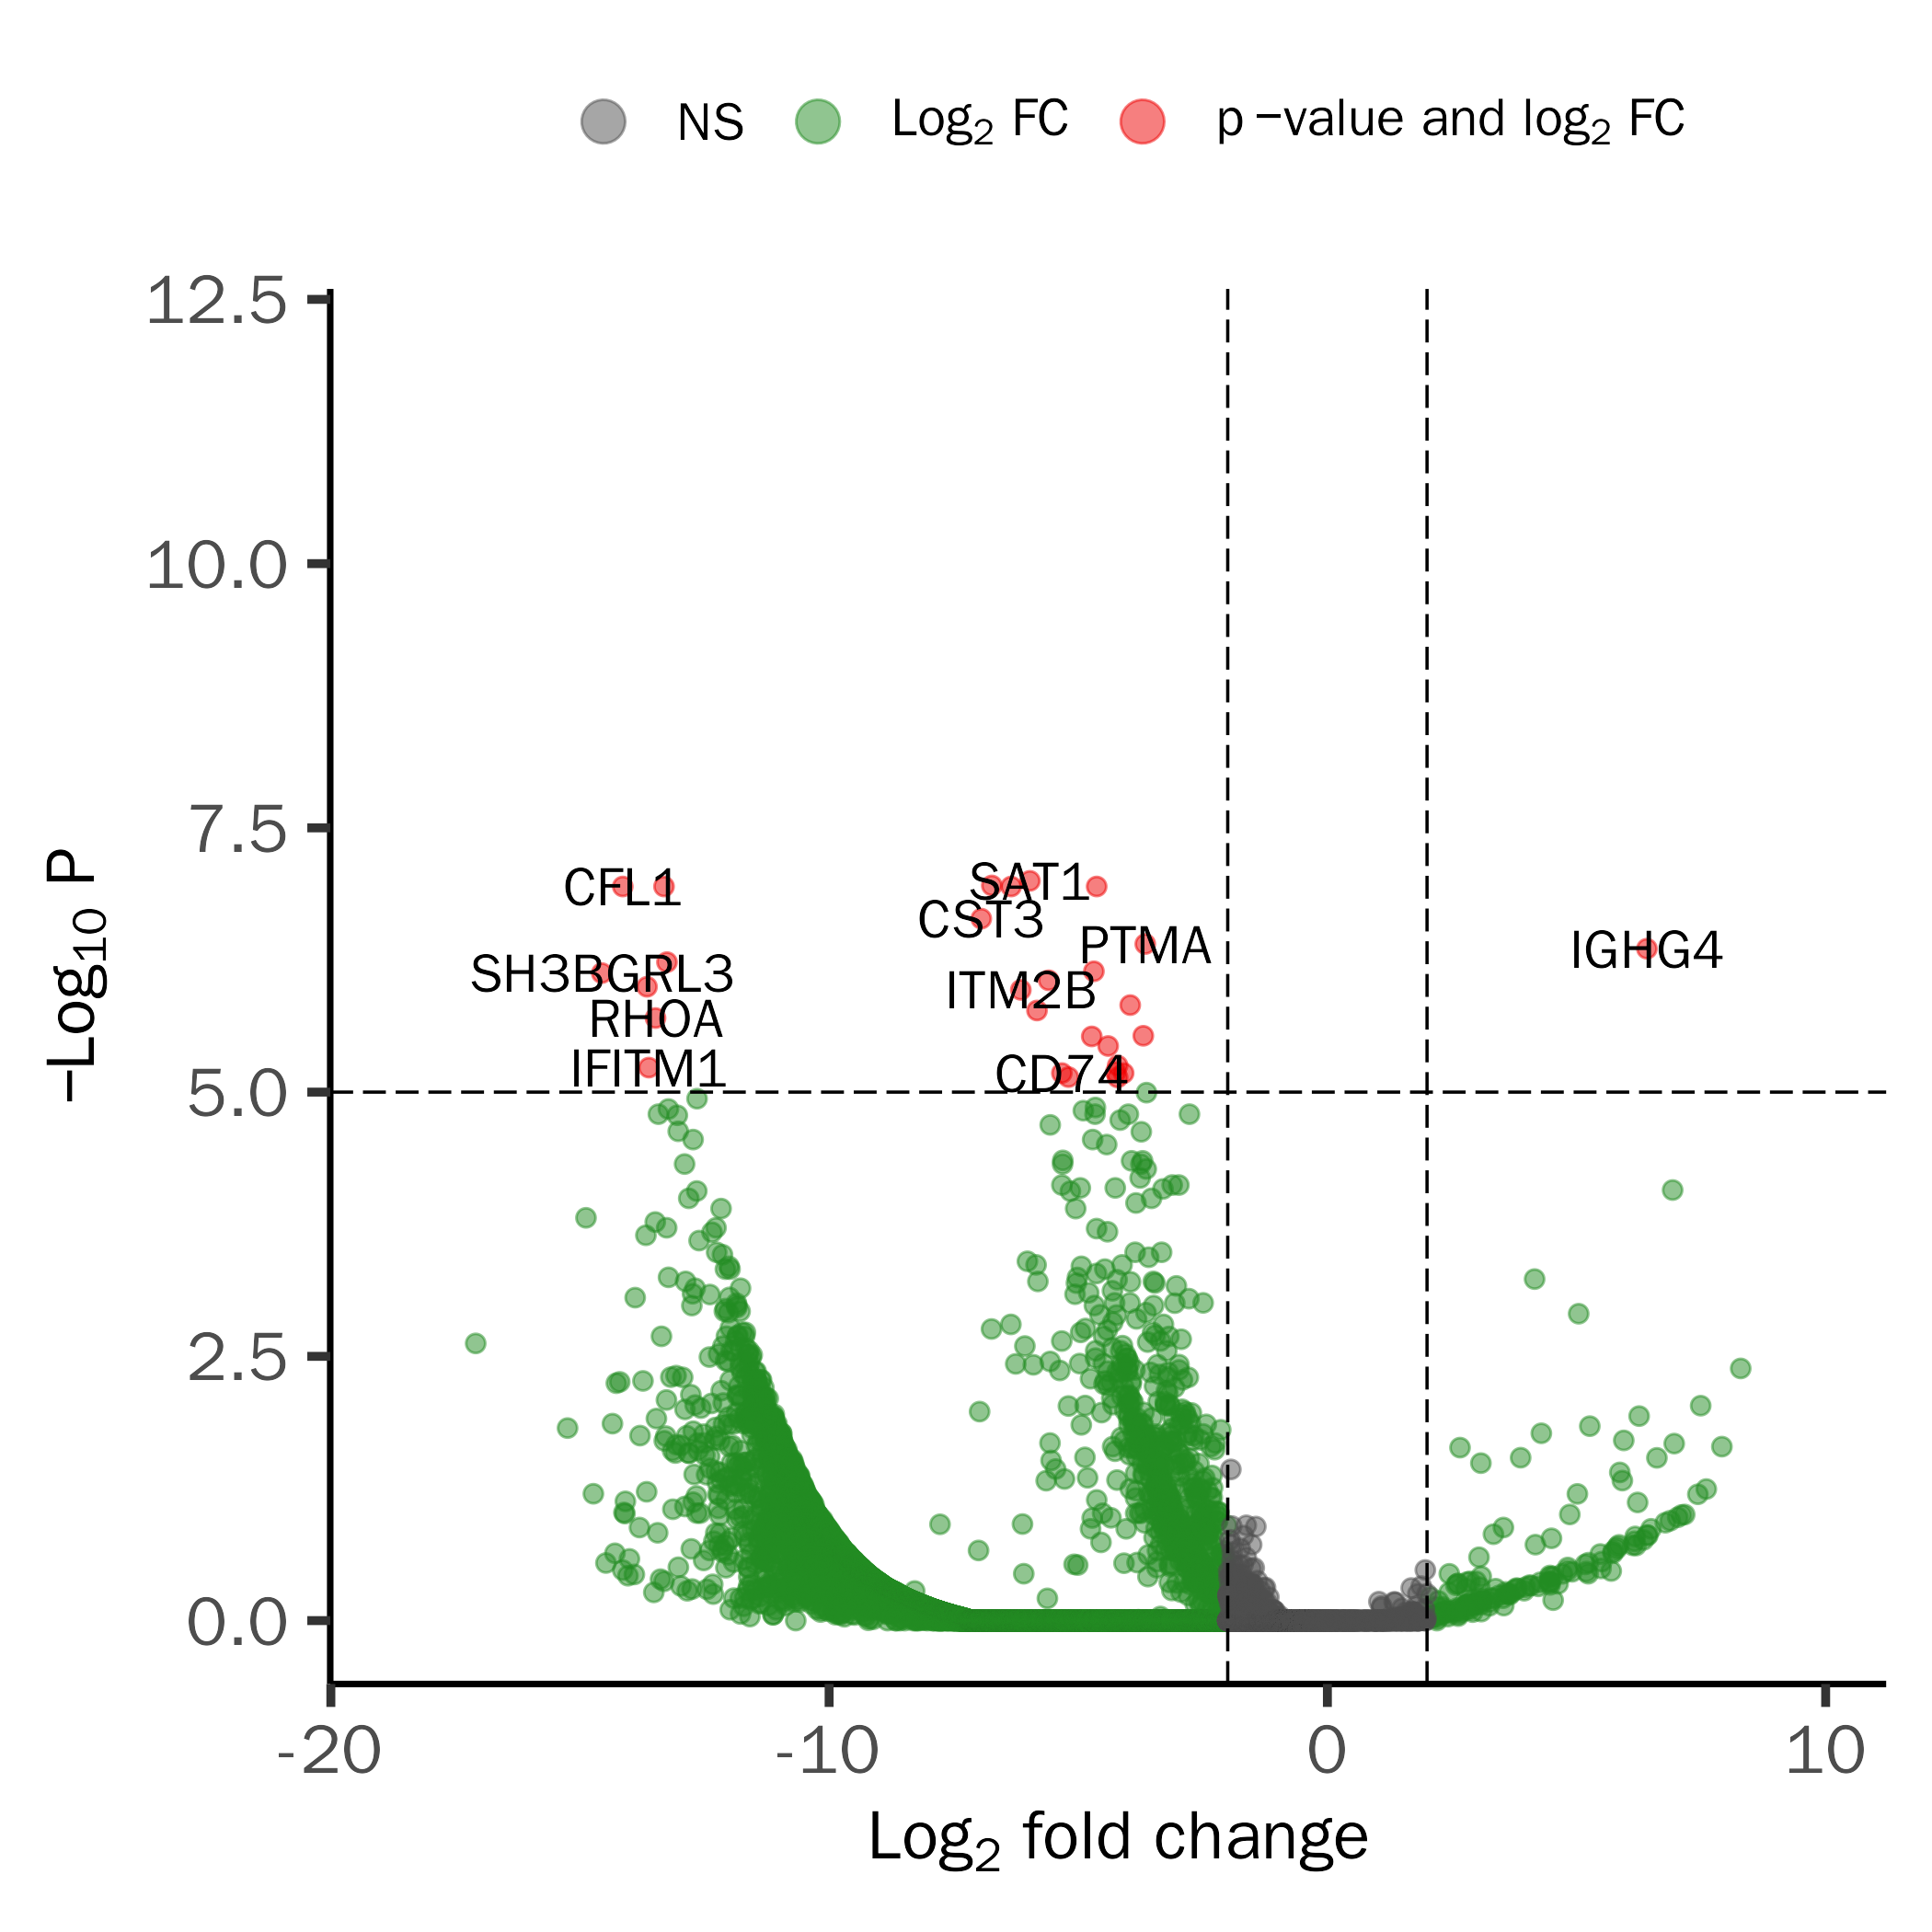 NS Log2 FC p −value and log2 FC
12.5
10.0
7.5
5.0
2.5
0.0
−Log10 P
CFL1
SAT1
CST3
PTMA
IGHG4
SH3BGRL3
ITM2B
RHOA
IFITM1
CD74
-20 -10 0 10
Log2 fold change